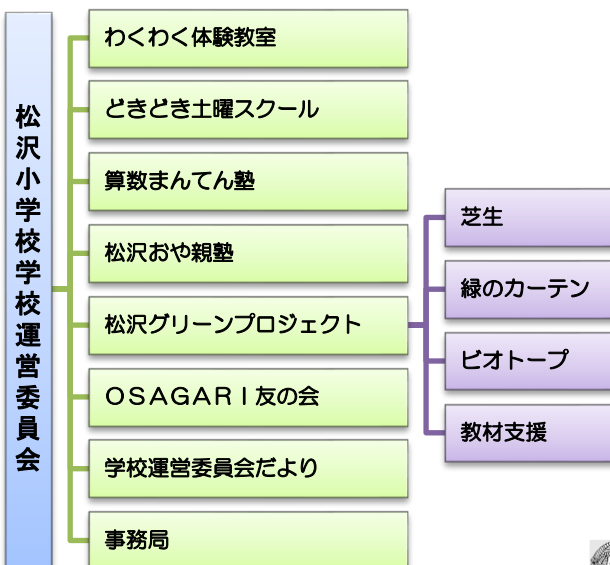 松沢小学校学校運営委員会
わくわく体験教室
どきどき土曜スクール
算数まんてん塾
松沢おや親塾
松沢グリーンプロジェクト
ＯＳＡＧＡＲＩ友の会
学校運営委員会だより
事務局
芝生
緑のカーテン
ビオトープ
教材支援